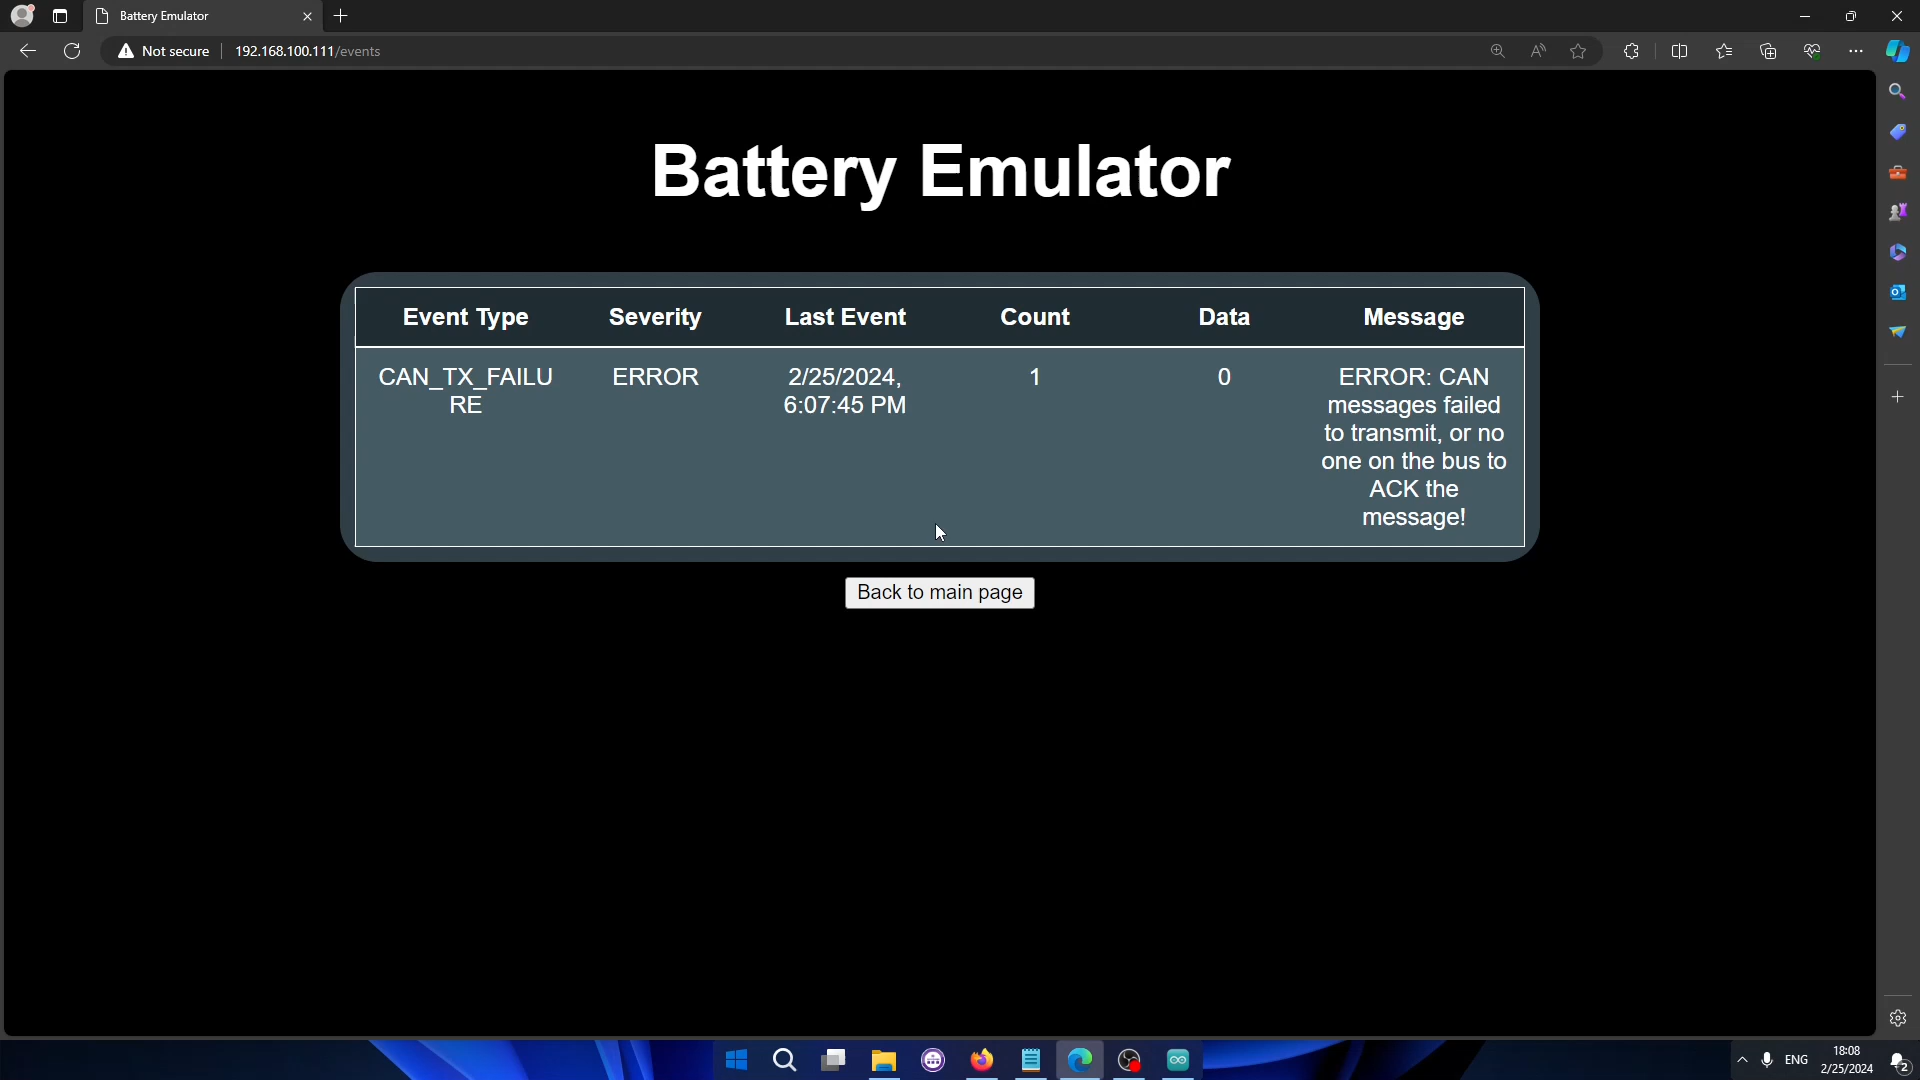 Battery Emulator
Not secure
192.168.100.111/events
Battery Emulator
Event Type Severity Last Event Count Data Message
CAN_TX_FAILU
RE
ERROR
2/25/2024,
6:07:45 PM
1
0
ERROR: CAN
messages failed
to transmit, or no
one on the bus to
ACK the
message!
Back to main page
ENG
18:08
2/25/2024
2